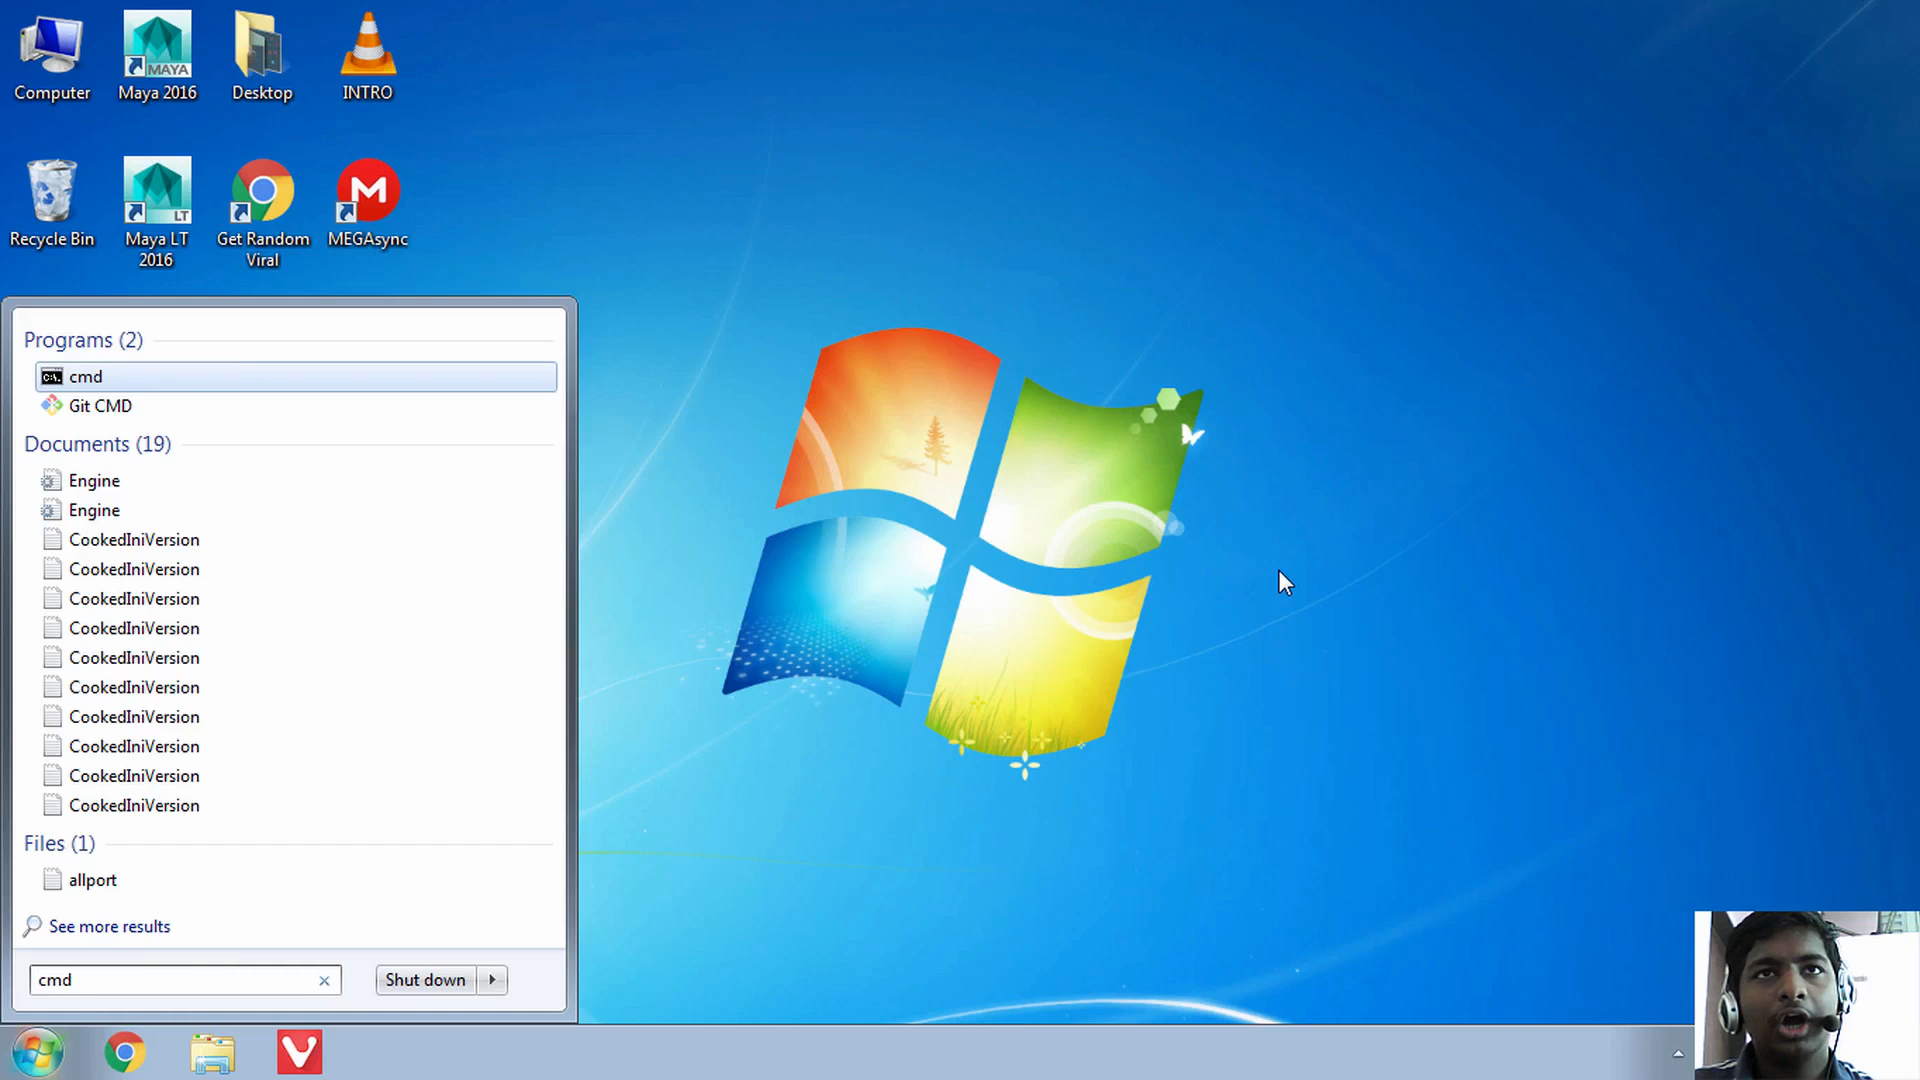 Computer
Maya 2016
Desktop
INTRO
MAYA
Recycle Bin
Maya LT
2016
Get Random
Viral
MEGAsync
LT
M
Programs (2)
C:\.
cmd
Git CMD
Documents (19)
Engine
Engine
CookedIniVersion
CookedIniVersion
CookedIniVersion
CookedIniVersion
CookedIniVersion
CookedIniVersion
CookedIniVersion
CookedIniVersion
CookedIniVersion
CookedIniVersion
Files (1)
allport
See more results
cmd
Shut down